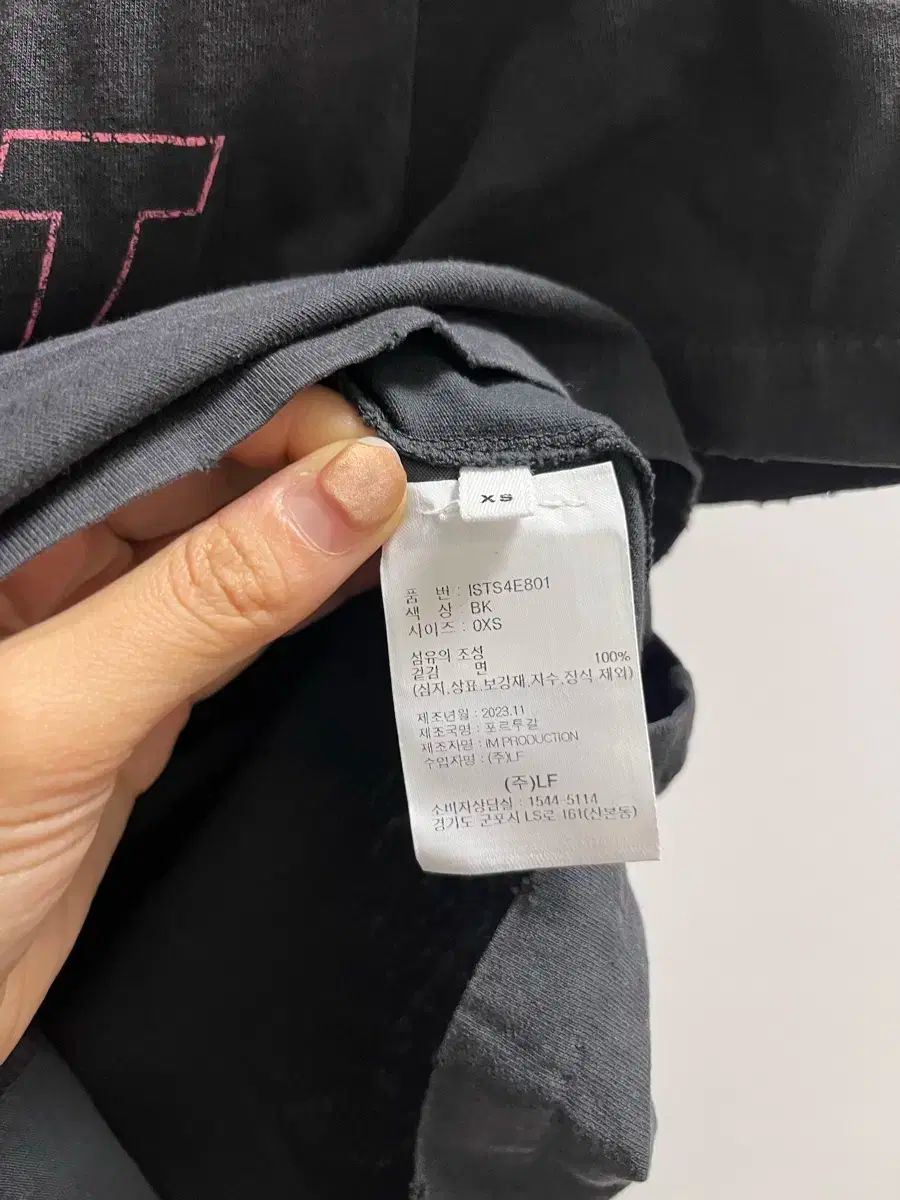 T
XS
품 번 : ISTS4E801
색 상 : BK
사이즈 : 0XS
섬유의 조성
겉감 면 100%
(심지,상표,보강재,자수,장식 제외)
제조년월 : 2023.11
제조국명 : 포르투갈
제조자명 : IM PRODUCTION
수입자명 : (주)LF
(주)LF
소비자상담실 : 1544-5114
경기도 군포시 LS로 161(산본동)